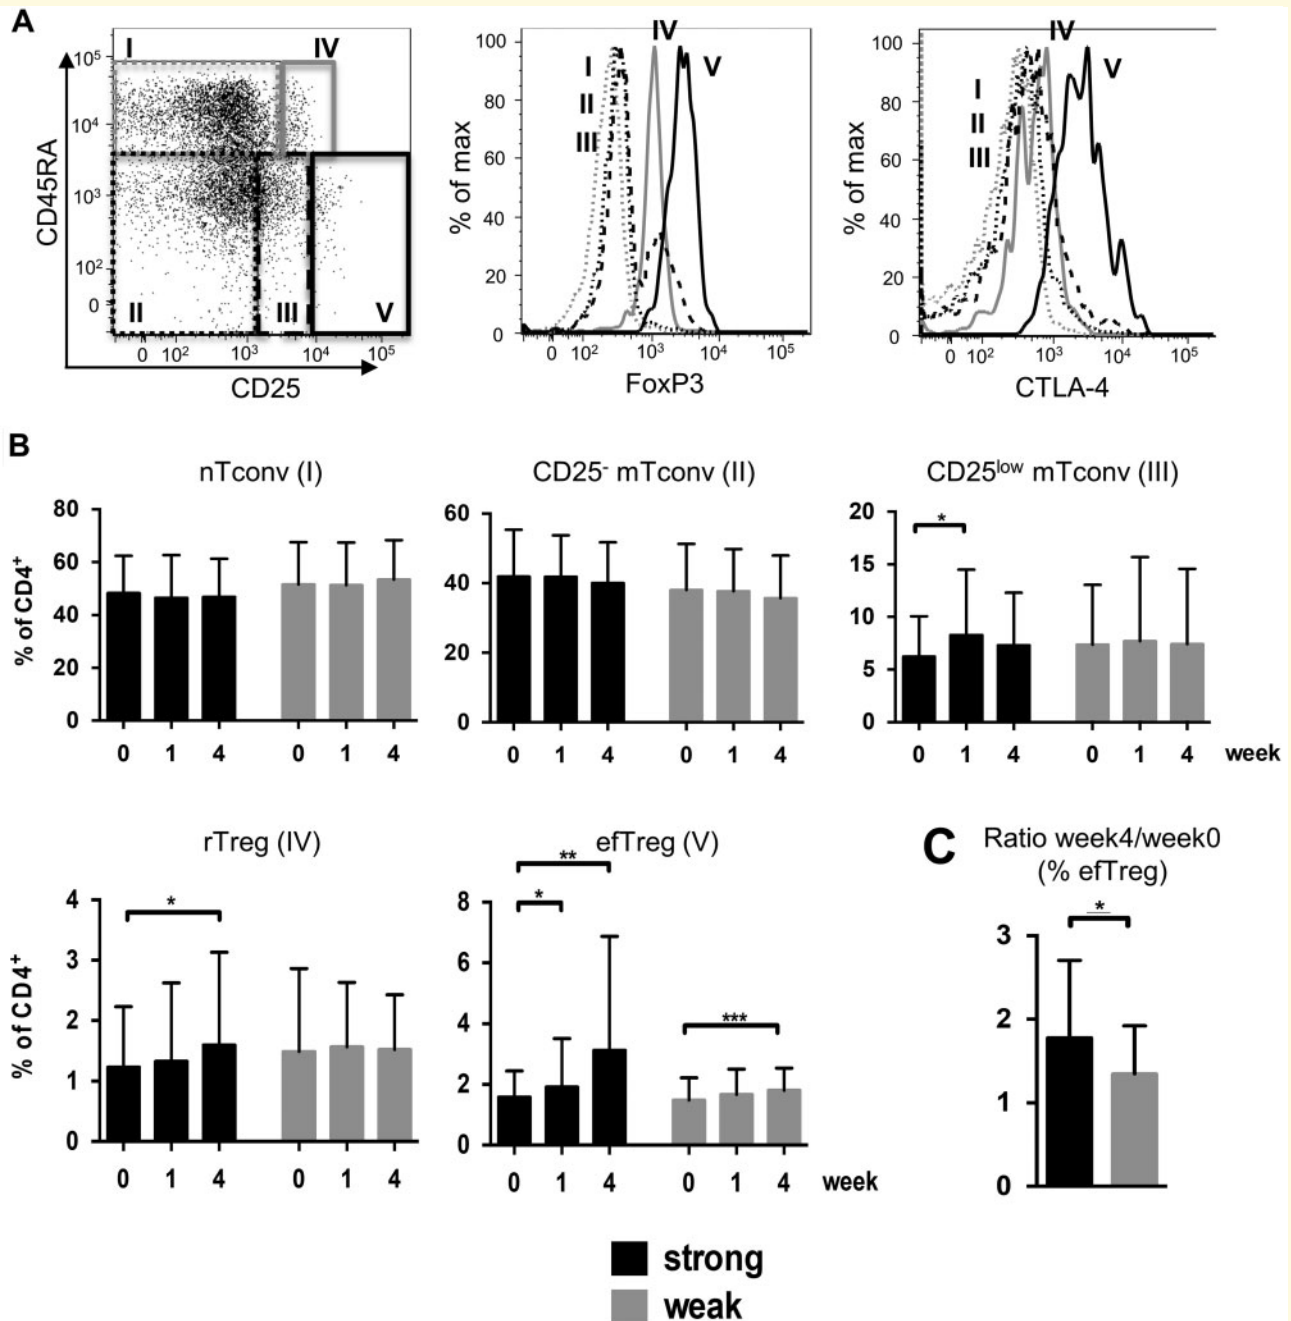 A
CD45RA
10⁵
10⁴
10³
10²
0
I
IV
II
III
V
0 10² 10³ 10⁴ 10⁵
CD25
% of max
100
80
60
40
20
0
IV
I
V
II
III
0 10² 10³ 10⁴ 10⁵
FoxP3
% of max
100
80
60
40
20
0
IV
V
I
II
III
0 10² 10³ 10⁴ 10⁵
CTLA-4
B
nTconv (I)
% of CD4⁺
80
60
40
20
0
0 1 4 0 1 4
CD25⁻ mTconv (II)
60
40
20
0
0 1 4 0 1 4
CD25ˡᵒʷ mTconv (III)
20
15
10
5
0
*
0 1 4 0 1 4 week
rTreg (IV)
% of CD4⁺
4
3
2
1
0
*
0 1 4 0 1 4
efTreg (V)
8
6
4
2
0
**
*
***
0 1 4 0 1 4 week
C
Ratio week4/week0
(% efTreg)
*
3
2
1
0
strong
weak